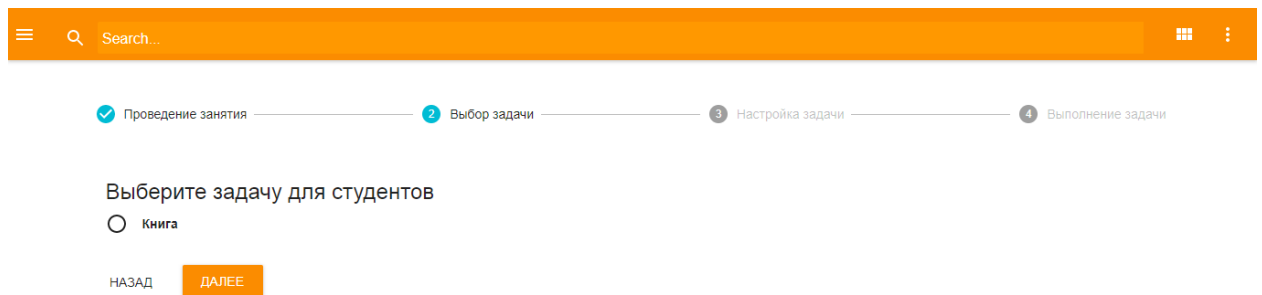 Search...
Проведение занятия 2 Выбор задачи 3 Настройка задачи 4 Выполнение задачи
Выберите задачу для студентов
Книга
НАЗАД ДАЛЕЕ